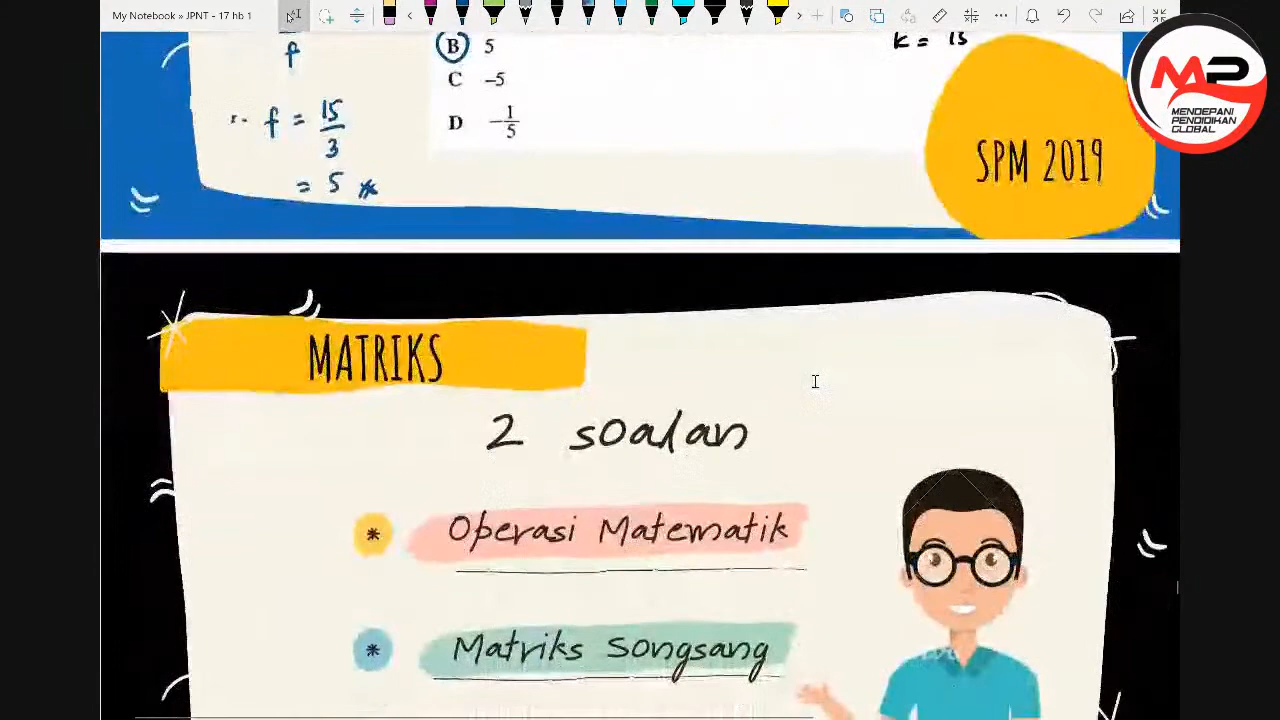 My Notebook » JPNT - 17 hb 1
MP
MENDEPANI
PENDIDIKAN
GLOBAL
f
∴ f = 15/3
= 5
B 5
C –5
D –1/5
k = 15
SPM 2019
MATRIKS
2 soalan
* Operasi Matematik
* Matriks Songsang